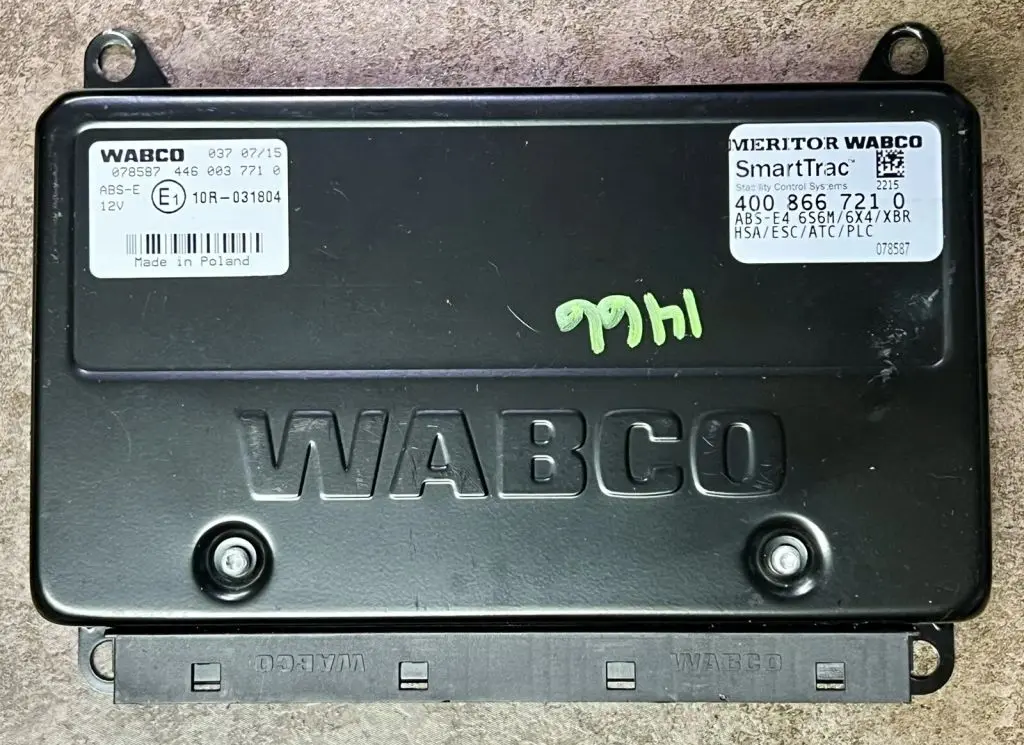 WABCO 037 07/15
078587 446 003 771 0
ABS-E
12V
E1 10R-031804
Made in Poland
MERITOR WABCO
SmartTrac™
Stability Control Systems 2215
400 866 721 0
ABS-E4 6S6M/6X4/XBR
HSA/ESC/ATC/PLC
078587
1466
WABCO
WABCO WABCO